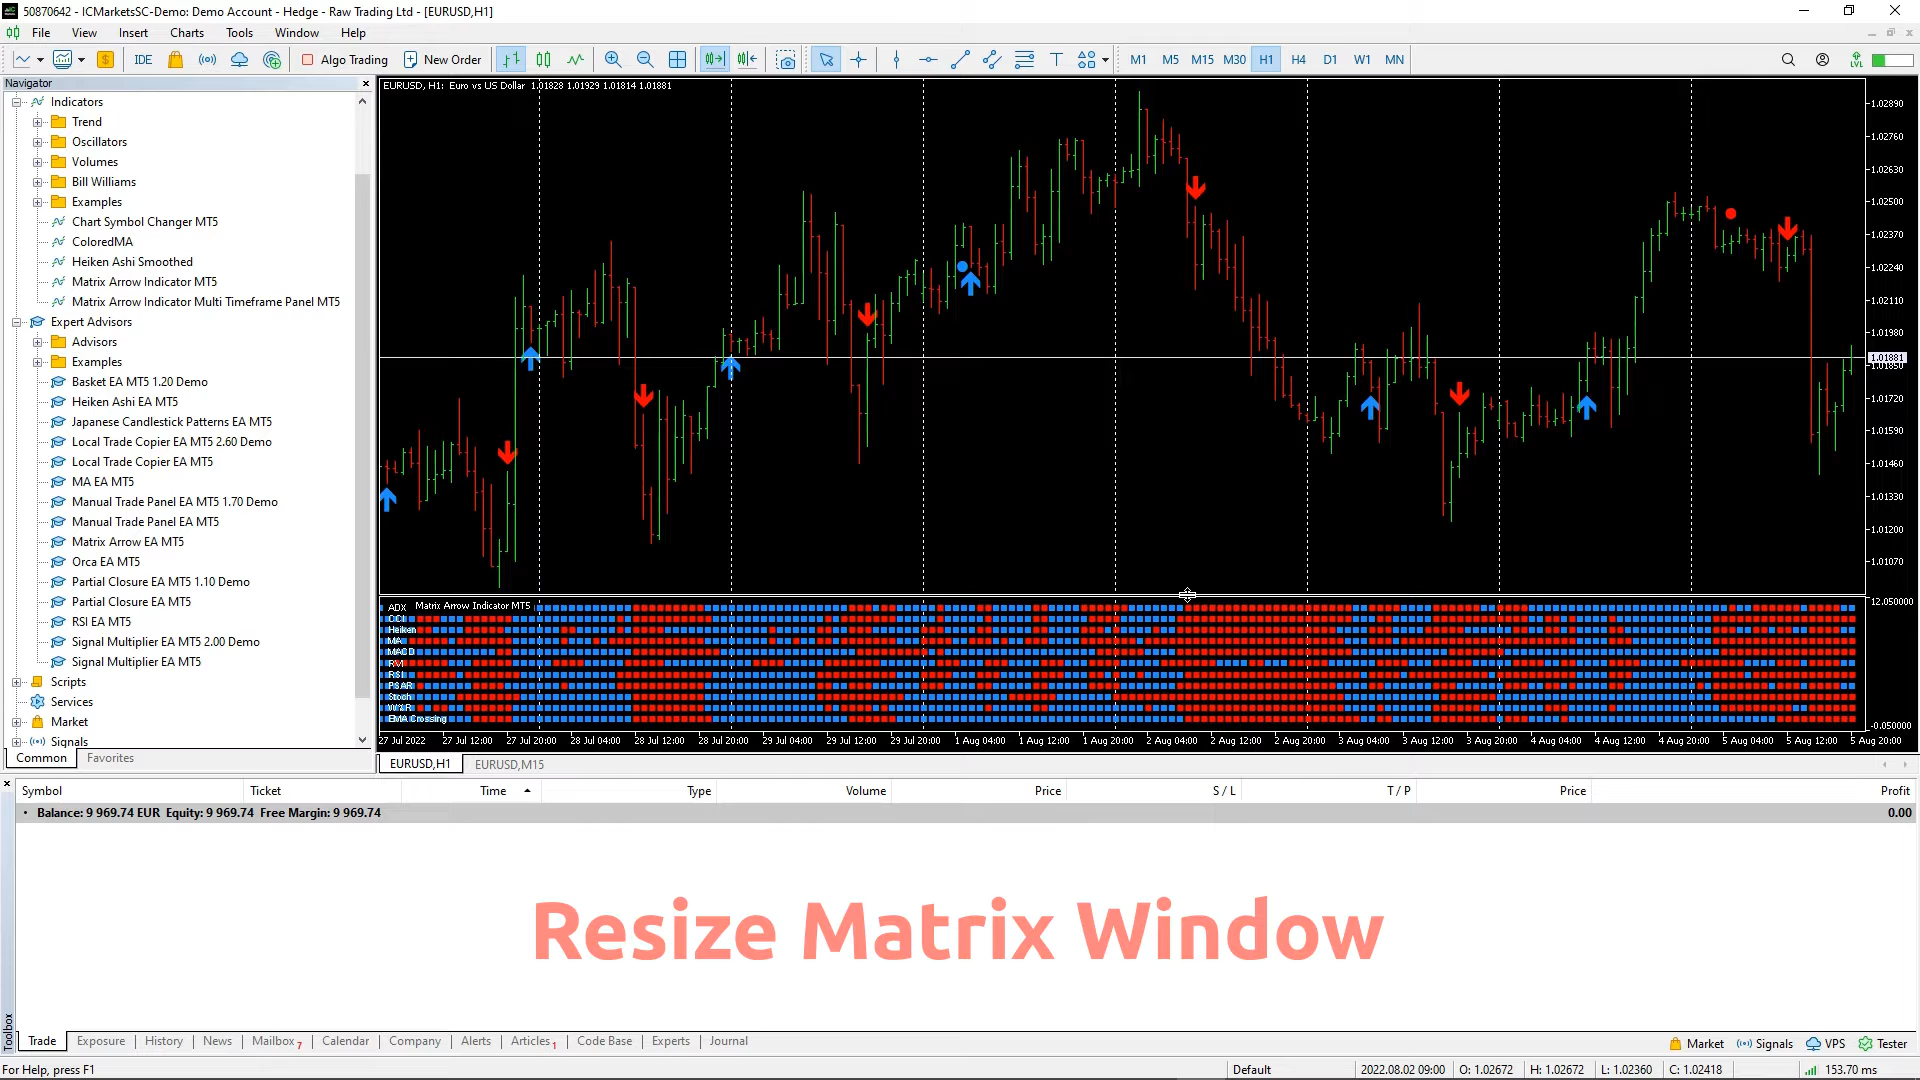 50870642 - ICMarketsSC-Demo: Demo Account - Hedge - Raw Trading Ltd - [EURUSD,H1]
File View Insert Charts Tools Window Help
IDE Algo Trading New Order M1 M5 M15 M30 H1 H4 D1 W1 MN LVL
Navigator
Indicators
Trend
Oscillators
Volumes
Bill Williams
Examples
Chart Symbol Changer MT5
ColoredMA
Heiken Ashi Smoothed
Matrix Arrow Indicator MT5
Matrix Arrow Indicator Multi Timeframe Panel MT5
Expert Advisors
Advisors
Examples
Basket EA MT5 1.20 Demo
Heiken Ashi EA MT5
Japanese Candlestick Patterns EA MT5
Local Trade Copier EA MT5 2.60 Demo
Local Trade Copier EA MT5
MA EA MT5
Manual Trade Panel EA MT5 1.70 Demo
Manual Trade Panel EA MT5
Matrix Arrow EA MT5
Orca EA MT5
Partial Closure EA MT5 1.10 Demo
Partial Closure EA MT5
RSI EA MT5
Signal Multiplier EA MT5 2.00 Demo
Signal Multiplier EA MT5
Scripts
Services
Market
Signals
Common Favorites
EURUSD, H1: Euro vs US Dollar 1.01828 1.01929 1.01814 1.01881
1.02890
1.02760
1.02630
1.02500
1.02370
1.02240
1.02110
1.01980
1.01881
1.01850
1.01720
1.01590
1.01460
1.01330
1.01200
1.01070
12.050000
ADX Matrix Arrow Indicator MT5
CCI
Heiken
MA
MACD
RVI
RSI
PSAR
Stoch
W%R
EMA Crossing
-0.050000
27 Jul 2022 27 Jul 12:00 27 Jul 20:00 28 Jul 04:00 28 Jul 12:00 28 Jul 20:00 29 Jul 04:00 29 Jul 12:00 29 Jul 20:00 1 Aug 04:00 1 Aug 12:00 1 Aug 20:00 2 Aug 04:00 2 Aug 12:00 2 Aug 20:00 3 Aug 04:00 3 Aug 12:00 3 Aug 20:00 4 Aug 04:00 4 Aug 12:00 4 Aug 20:00 5 Aug 04:00 5 Aug 12:00 5 Aug 20:00
EURUSD,H1 EURUSD,M15
Symbol Ticket Time Type Volume Price S / L T / P Price Profit
Balance: 9 969.74 EUR Equity: 9 969.74 Free Margin: 9 969.74 0.00
Resize Matrix Window
Toolbox
Trade Exposure History News Mailbox 7 Calendar Company Alerts Articles 1 Code Base Experts Journal Market Signals VPS Tester
For Help, press F1 Default 2022.08.02 09:00 O: 1.02672 H: 1.02672 L: 1.02360 C: 1.02418 153.70 ms